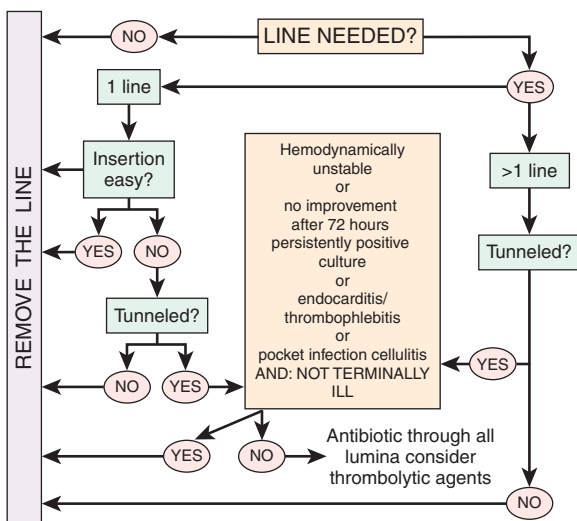 LINE NEEDED?
NO
YES
1 line
>1 line
Insertion
easy?
YES
NO
Tunneled?
NO
YES
Hemodynamically
unstable
or
no improvement
after 72 hours
persistently positive
culture
or
endocarditis/
thrombophlebitis
or
pocket infection cellulitis
AND: NOT TERMINALLY
ILL
Tunneled?
YES
NO
YES
NO
Antibiotic through all
lumina consider
thrombolytic agents
REMOVE THE LINE